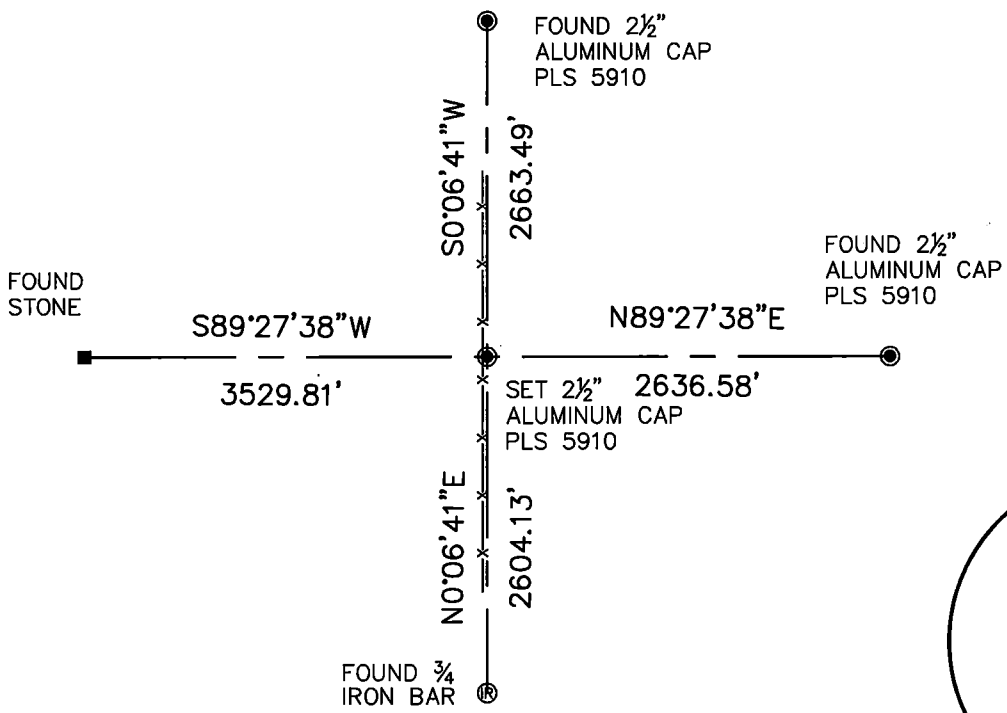 FOUND 2½"
ALUMINUM CAP
PLS 5910
S0°06'41"W
2663.49'
FOUND 2½"
ALUMINUM CAP
PLS 5910
FOUND
STONE
S89°27'38"W
N89°27'38"E
3529.81'
2636.58'
SET 2½"
ALUMINUM CAP
PLS 5910
N0°06'41"E
2604.13'
FOUND ¾
IRON BAR
IR